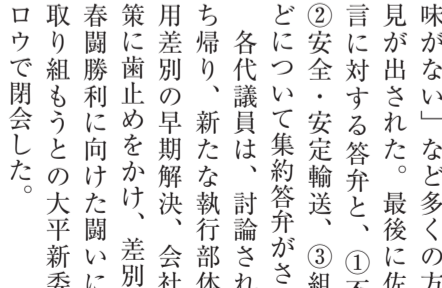 味がない」など多くの方
見が出された。最後に佐
言に対する答弁と、①不
②安全・安定輸送、③組
どについて集約答弁がさ
各代議員は、討論され
ち帰り、新たな執行部体
用差別の早期解決、会社
策に歯止めをかけ、差別
春闘勝利に向けた闘いに
取り組もうとの大平新委
ロウで閉会した。